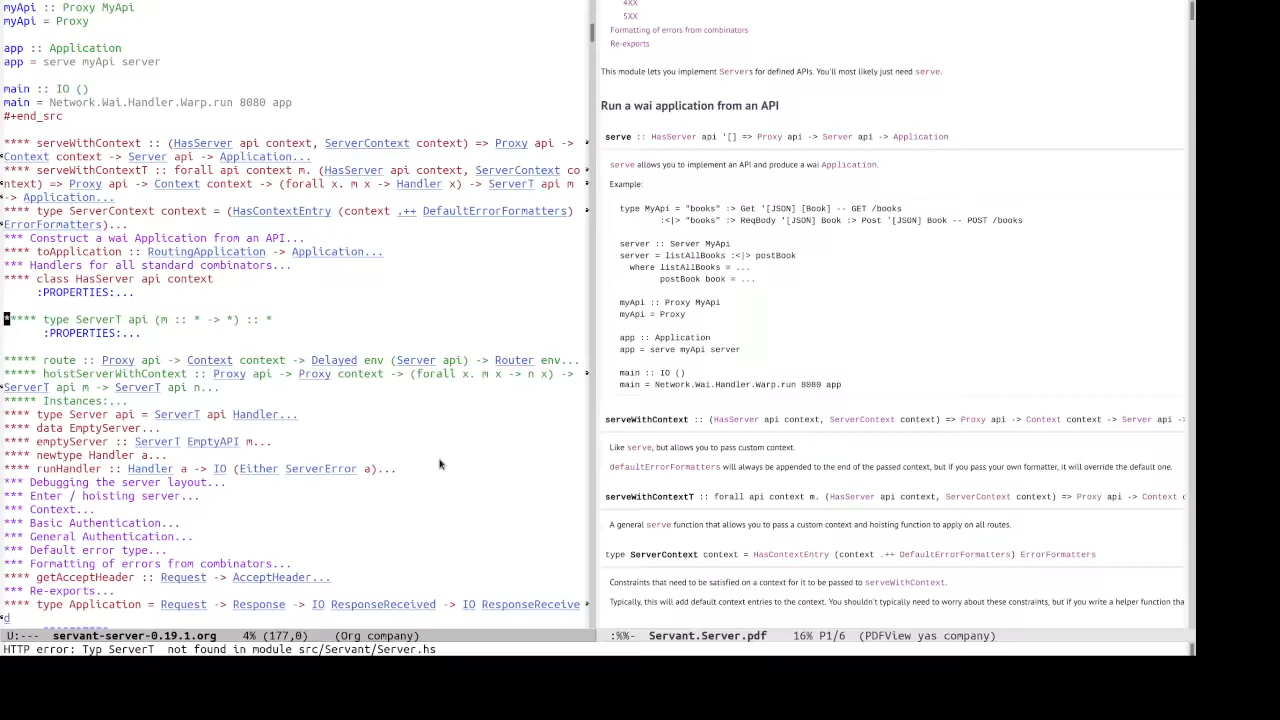 myApi :: Proxy MyApi
myApi = Proxy
app :: Application
app = serve myApi server
main :: IO ()
main = Network.Wai.Handler.Warp.run 8080 app
#+end_src
**** serveWithContext :: (HasServer api context, ServerContext context) => Proxy api ->
Context context -> Server api -> Application...
**** serveWithContextT :: forall api context m. (HasServer api context, ServerContext co
ntext) => Proxy api -> Context context -> (forall x. m x -> Handler x) -> ServerT api m
-> Application...
**** type ServerContext context = (HasContextEntry (context .++ DefaultErrorFormatters)
ErrorFormatters)...
*** Construct a wai Application from an API...
**** toApplication :: RoutingApplication -> Application...
*** Handlers for all standard combinators...
**** class HasServer api context
:PROPERTIES:...
***** type ServerT api (m :: * -> *) :: *
:PROPERTIES:...
***** route :: Proxy api -> Context context -> Delayed env (Server api) -> Router env...
***** hoistServerWithContext :: Proxy api -> Proxy context -> (forall x. m x -> n x) ->
ServerT api m -> ServerT api n...
***** Instances:...
**** type Server api = ServerT api Handler...
**** data EmptyServer...
**** emptyServer :: ServerT EmptyAPI m...
**** newtype Handler a...
**** runHandler :: Handler a -> IO (Either ServerError a)...
*** Debugging the server layout...
*** Enter / hoisting server...
*** Context...
*** Basic Authentication...
*** General Authentication...
*** Default error type...
*** Formatting of errors from combinators...
**** getAcceptHeader :: Request -> AcceptHeader...
*** Re-exports...
**** type Application = Request -> Response -> IO ResponseReceived -> IO ResponseReceive
d
U:--- servant-server-0.19.1.org 4% (177,0) (Org company)
HTTP error: Typ ServerT not found in module src/Servant/Server.hs
4XX
5XX
Formatting of errors from combinators
Re-exports
This module lets you implement Servers for defined APIs. You'll most likely just need serve.
Run a wai application from an API
serve :: HasServer api '[] => Proxy api -> Server api -> Application
serve allows you to implement an API and produce a wai Application.
Example:
type MyApi = "books" :> Get '[JSON] [Book] -- GET /books
:<|> "books" :> ReqBody '[JSON] Book :> Post '[JSON] Book -- POST /books
server :: Server MyApi
server = listAllBooks :<|> postBook
where listAllBooks = ...
postBook book = ...
myApi :: Proxy MyApi
myApi = Proxy
app :: Application
app = serve myApi server
main :: IO ()
main = Network.Wai.Handler.Warp.run 8080 app
serveWithContext :: (HasServer api context, ServerContext context) => Proxy api -> Context context -> Server api -
Like serve, but allows you to pass custom context.
defaultErrorFormatters will always be appended to the end of the passed context, but if you pass your own formatter, it will override the default one.
serveWithContextT :: forall api context m. (HasServer api context, ServerContext context) => Proxy api -> Context c
A general serve function that allows you to pass a custom context and hoisting function to apply on all routes.
type ServerContext context = HasContextEntry (context .++ DefaultErrorFormatters) ErrorFormatters
Constraints that need to be satisfied on a context for it to be passed to serveWithContext.
Typically, this will add default context entries to the context. You shouldn't typically need to worry about these constraints, but if you write a helper function tha
:%%- Servant.Server.pdf 16% P1/6 (PDFView yas company)